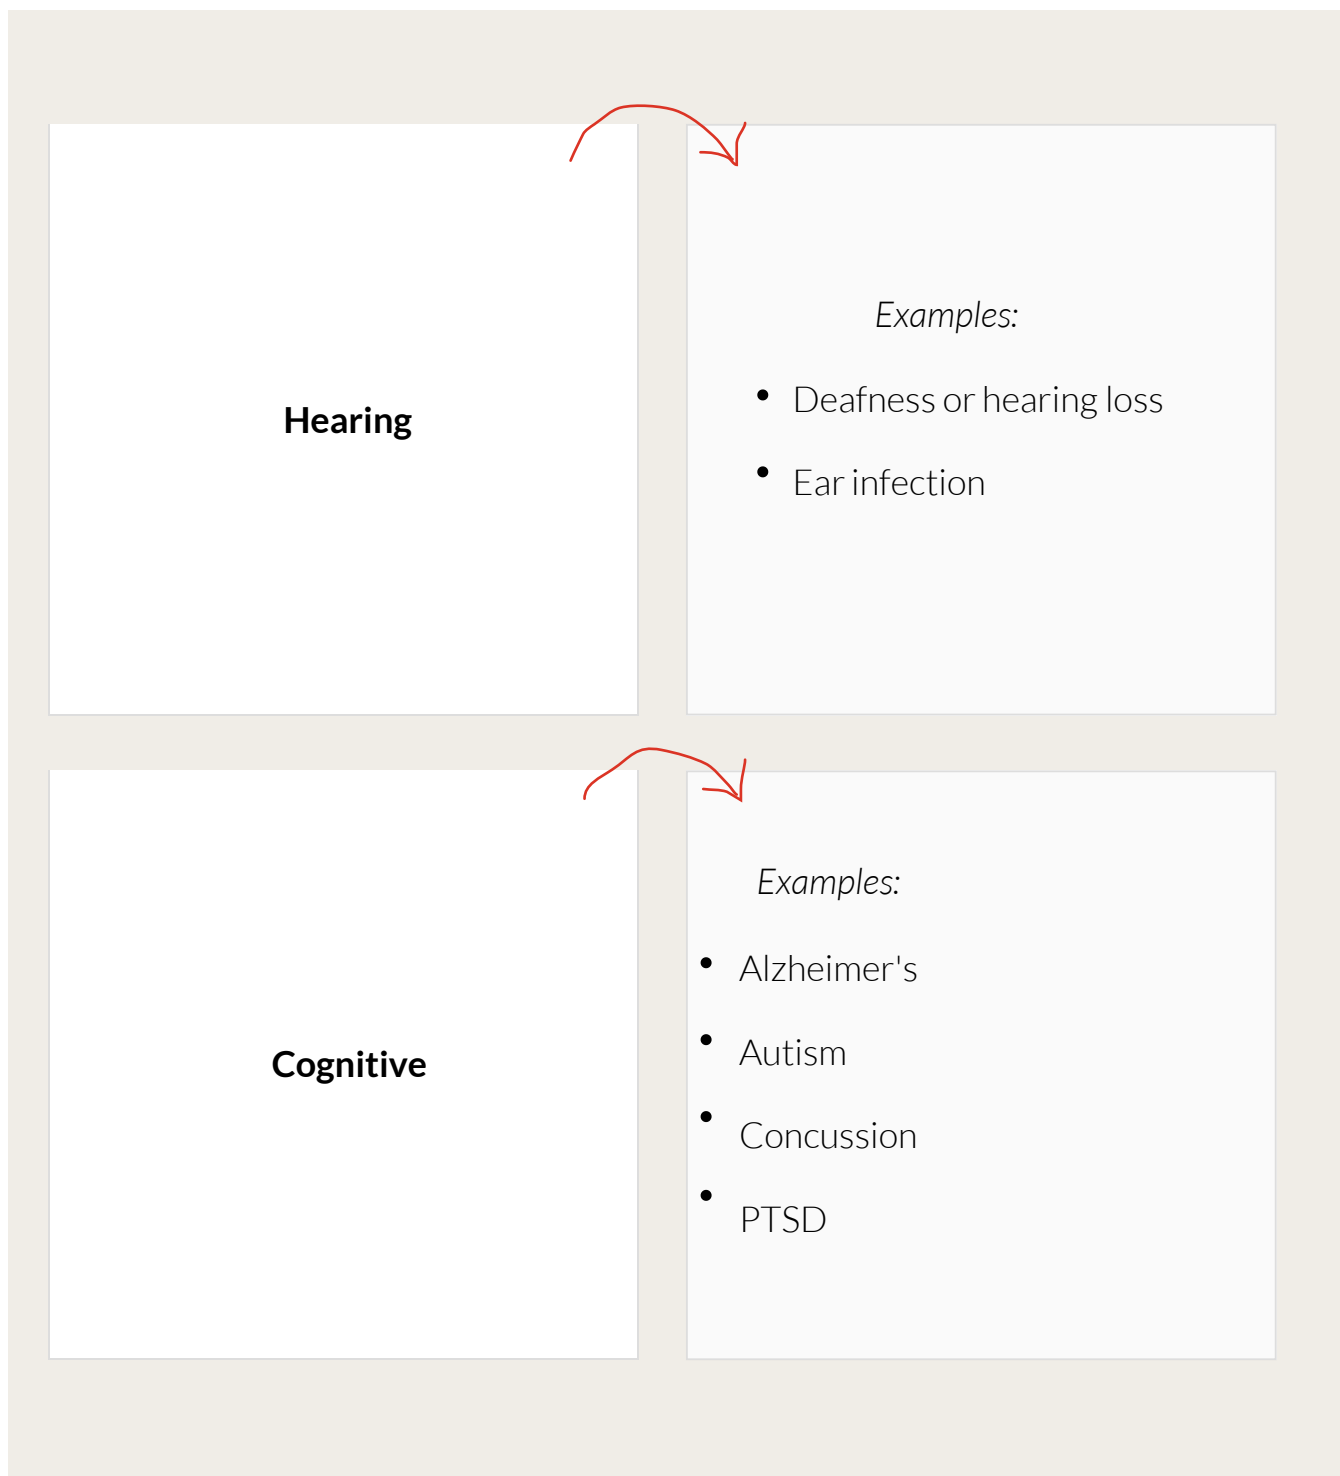 Hearing
Examples:
• Deafness or hearing loss
• Ear infection
Cognitive
Examples:
• Alzheimer's
• Autism
• Concussion
• PTSD